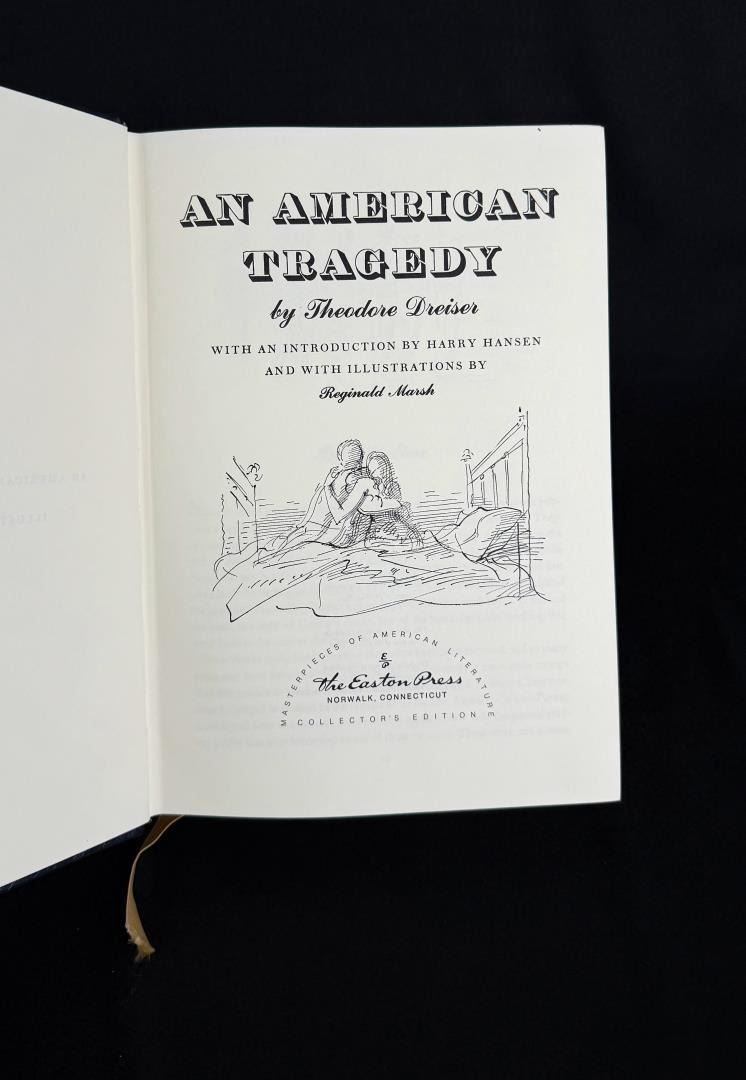 AN AMERICAN
TRAGEDY
by Theodore Dreiser
WITH AN INTRODUCTION BY HARRY HANSEN
AND WITH ILLUSTRATIONS BY
Reginald Marsh
MASTERPIECES OF AMERICAN LITERATURE
E
P
The Easton Press
NORWALK, CONNECTICUT
COLLECTOR'S EDITION